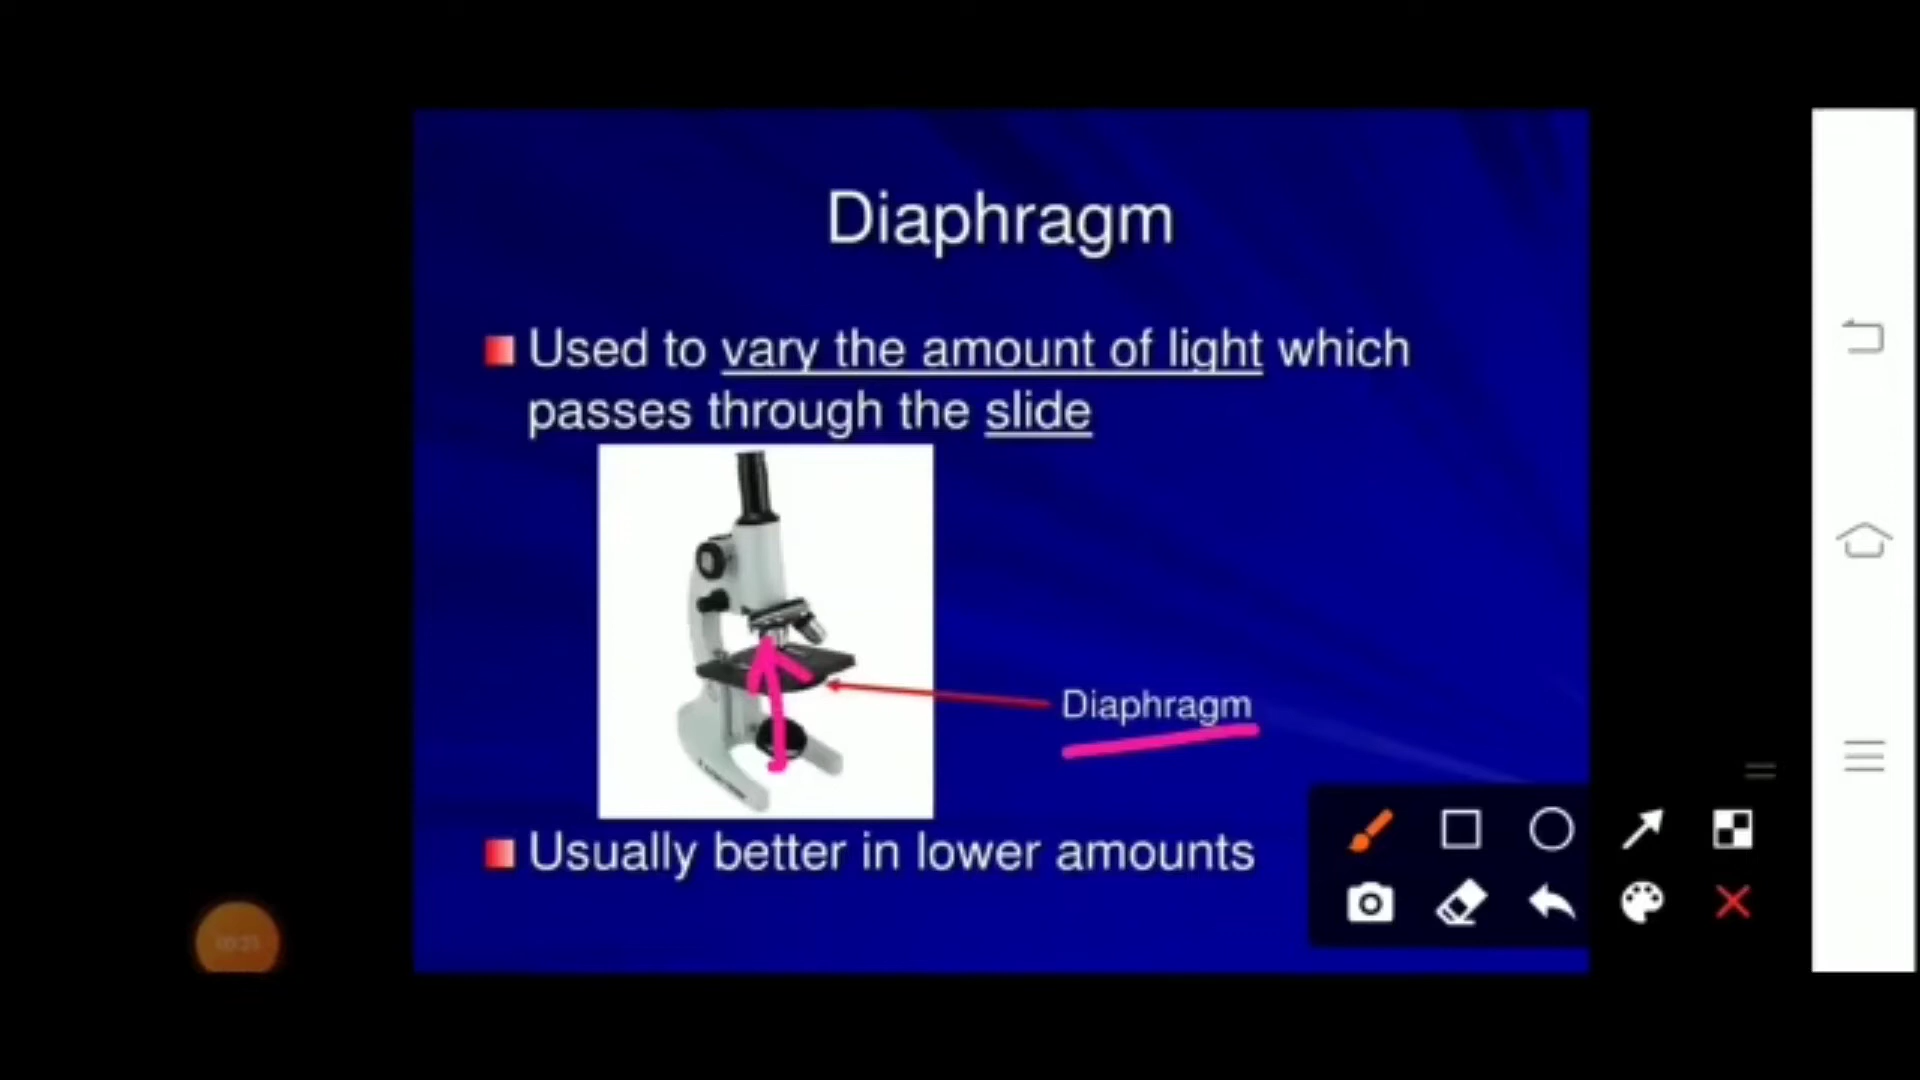 Diaphragm
Used to vary the amount of light which
passes through the slide
Diaphragm
Usually better in lower amounts